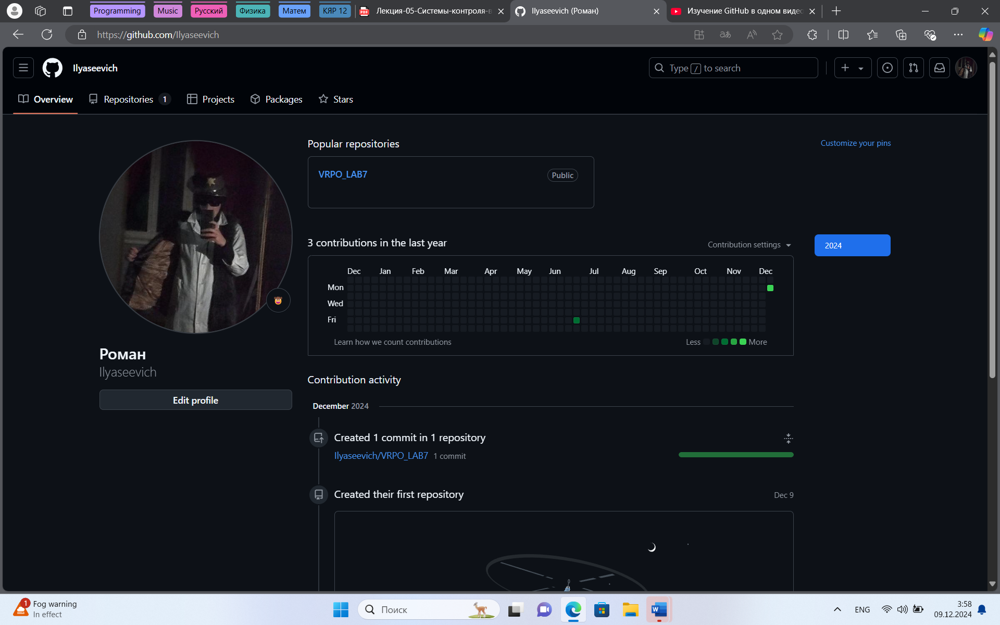 Programming
Music
Русский
Физика
Матем
КЯР 12
Лекция-05-Системы-контроля-в
Ilyaseevich (Роман)
Изучение GitHub в одном видео
https://github.com/Ilyaseevich
Ilyaseevich
Type / to search
Overview
Repositories 1
Projects
Packages
Stars
Popular repositories
Customize your pins
VRPO_LAB7
Public
3 contributions in the last year
Contribution settings
2024
Dec Jan Feb Mar Apr May Jun Jul Aug Sep Oct Nov Dec
Mon
Wed
Fri
Learn how we count contributions
Less More
Роман
Ilyaseevich
Edit profile
Contribution activity
December 2024
Created 1 commit in 1 repository
Ilyaseevich/VRPO_LAB7 1 commit
Created their first repository
Dec 9
1
Fog warning
In effect
Поиск
ENG
3:58
09.12.2024